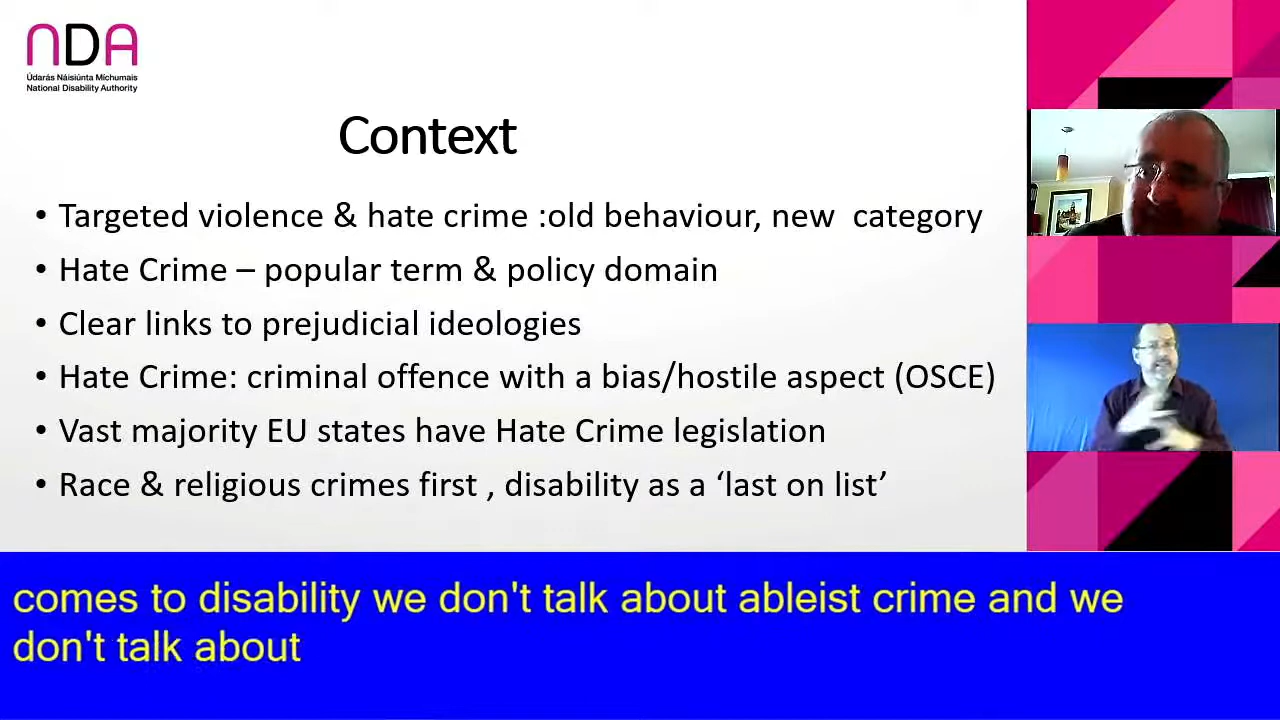 NDA
Údarás Náisiúnta Míchumais
National Disability Authority
Context
• Targeted violence & hate crime :old behaviour, new  category
• Hate Crime – popular term & policy domain
• Clear links to prejudicial ideologies
• Hate Crime: criminal offence with a bias/hostile aspect (OSCE)
• Vast majority EU states have Hate Crime legislation
• Race & religious crimes first , disability as a ‘last on list’
comes to disability we don't talk about ableist crime and we
don't talk about